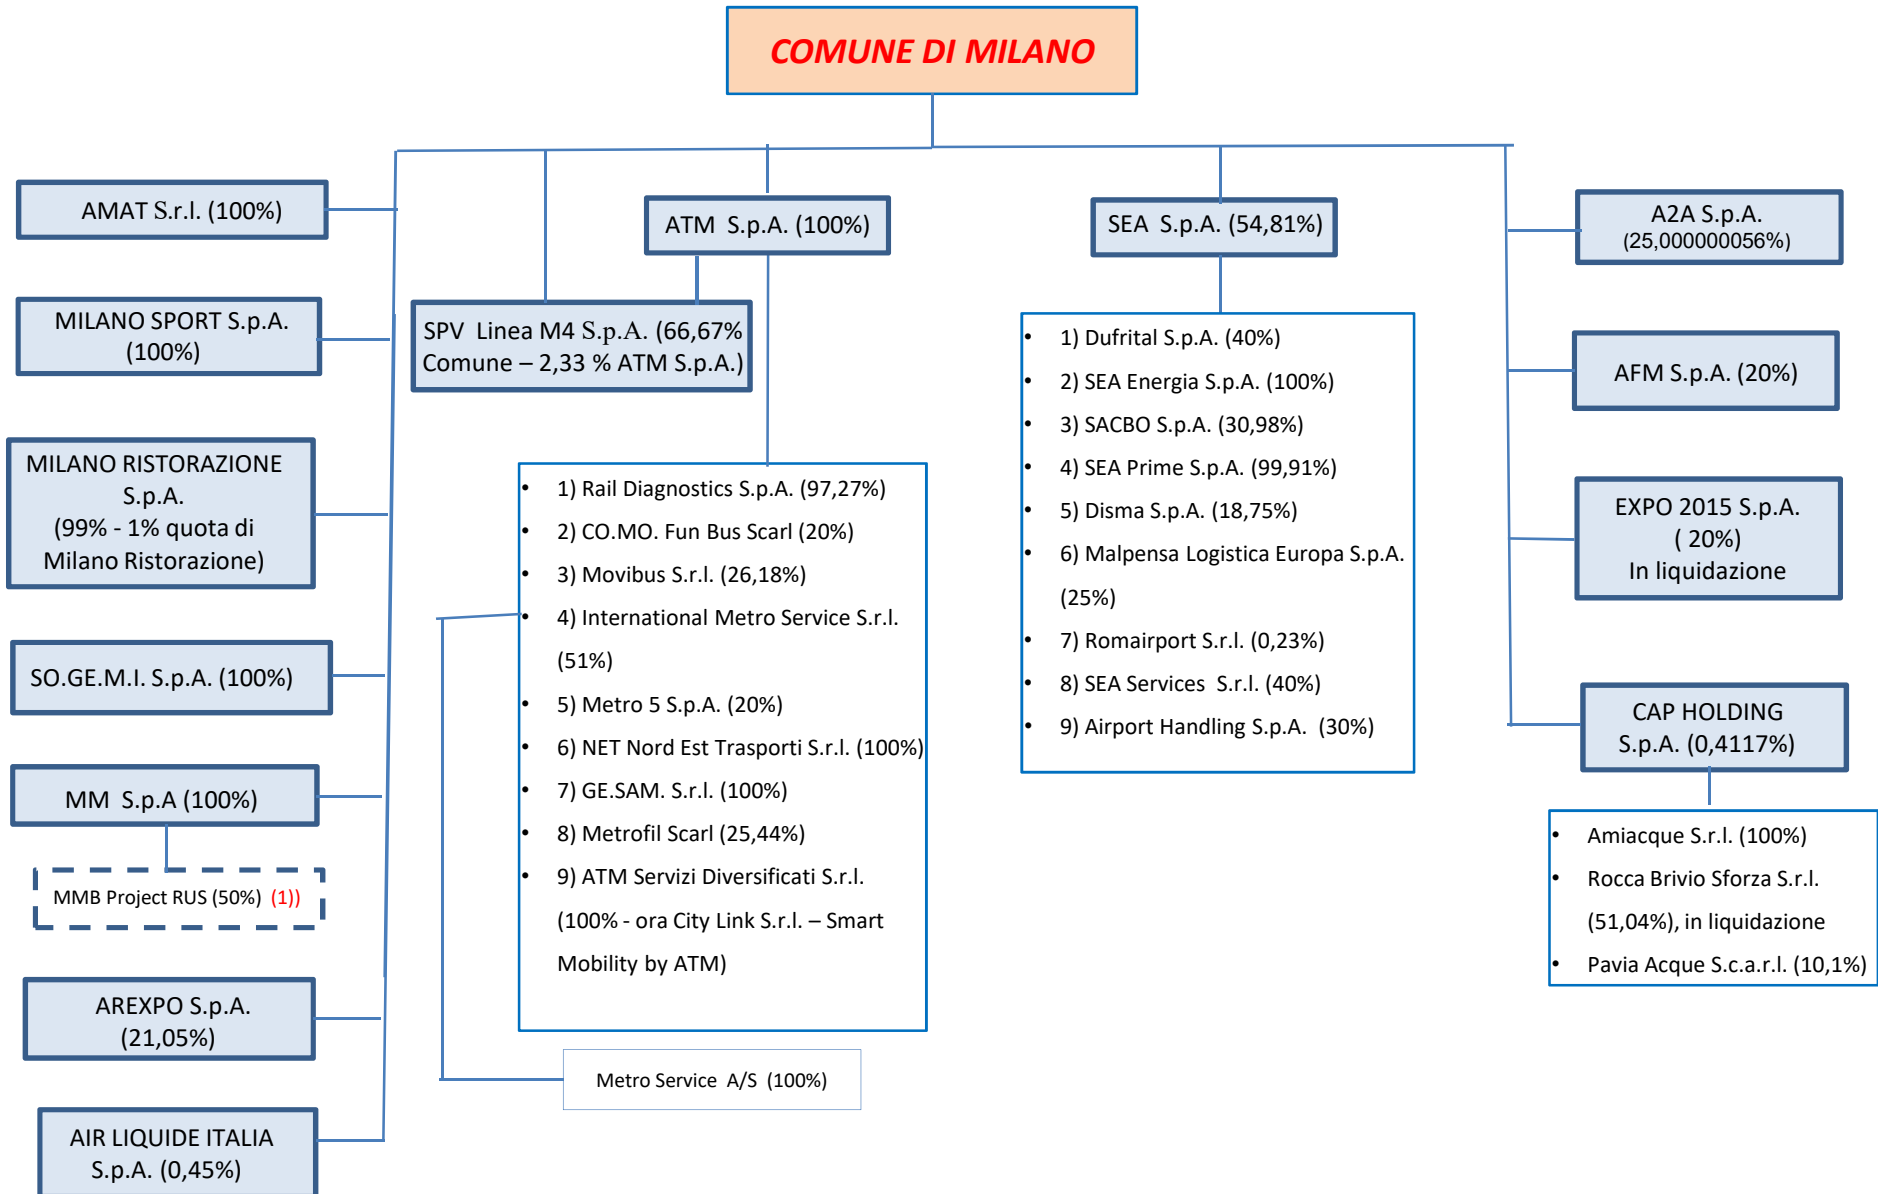 COMUNE DI MILANO
AMAT S.r.l. (100%)
MILANO SPORT S.p.A.
(100%)
MILANO RISTORAZIONE
S.p.A.
(99% - 1% quota di
Milano Ristorazione)
SO.GE.M.I. S.p.A. (100%)
MM S.p.A (100%)
MMB Project RUS (50%) (1))
AREXPO S.p.A.
(21,05%)
AIR LIQUIDE ITALIA
S.p.A. (0,45%)
ATM S.p.A. (100%)
SPV Linea M4 S.p.A. (66,67%
Comune – 2,33 % ATM S.p.A.)
• 1) Rail Diagnostics S.p.A. (97,27%)
• 2) CO.MO. Fun Bus Scarl (20%)
• 3) Movibus S.r.l. (26,18%)
• 4) International Metro Service S.r.l.
(51%)
• 5) Metro 5 S.p.A. (20%)
• 6) NET Nord Est Trasporti S.r.l. (100%)
• 7) GE.SAM. S.r.l. (100%)
• 8) Metrofil Scarl (25,44%)
• 9) ATM Servizi Diversificati S.r.l.
(100% - ora City Link S.r.l. – Smart
Mobility by ATM)
Metro Service A/S (100%)
SEA S.p.A. (54,81%)
• 1) Dufrital S.p.A. (40%)
• 2) SEA Energia S.p.A. (100%)
• 3) SACBO S.p.A. (30,98%)
• 4) SEA Prime S.p.A. (99,91%)
• 5) Disma S.p.A. (18,75%)
• 6) Malpensa Logistica Europa S.p.A.
(25%)
• 7) Romairport S.r.l. (0,23%)
• 8) SEA Services S.r.l. (40%)
• 9) Airport Handling S.p.A. (30%)
A2A S.p.A.
(25,000000056%)
AFM S.p.A. (20%)
EXPO 2015 S.p.A.
( 20%)
In liquidazione
CAP HOLDING
S.p.A. (0,4117%)
• Amiacque S.r.l. (100%)
• Rocca Brivio Sforza S.r.l.
(51,04%), in liquidazione
• Pavia Acque S.c.a.r.l. (10,1%)